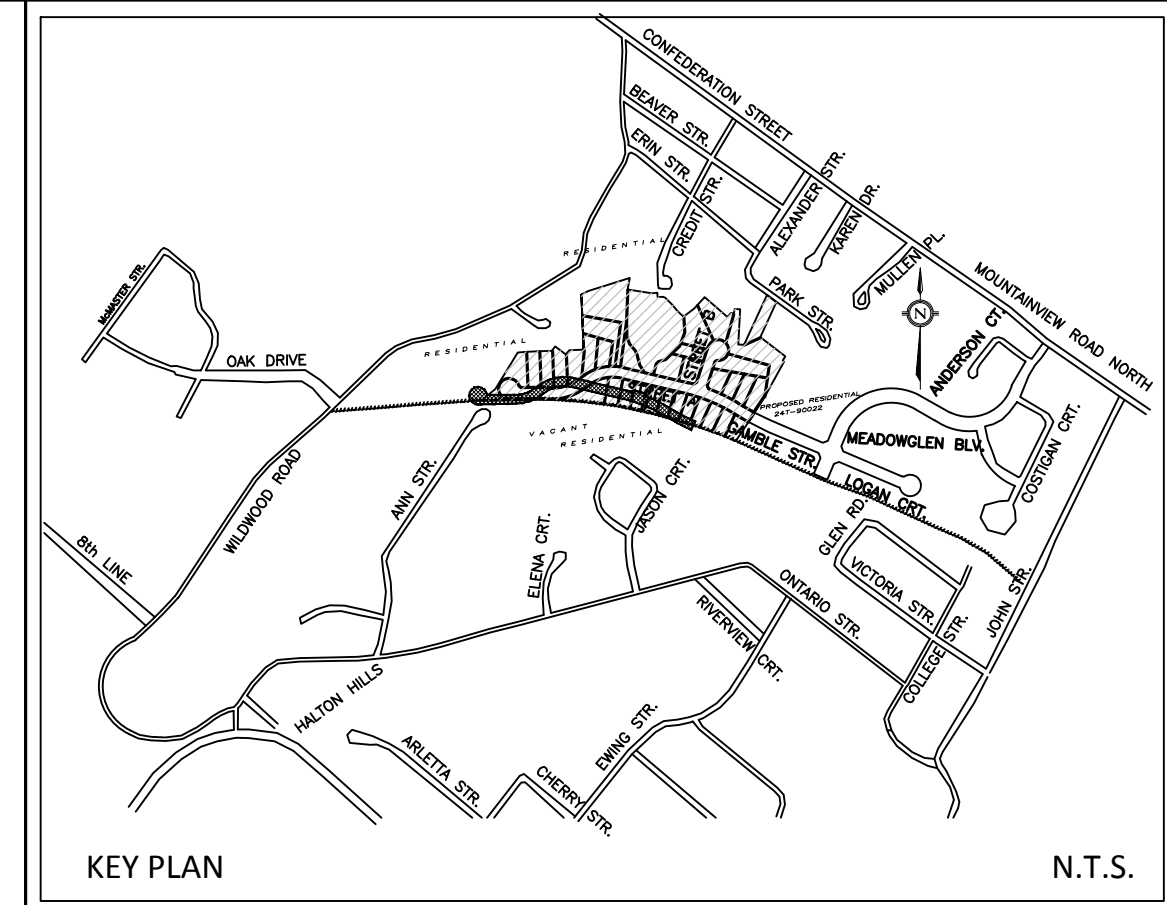 CONFEDERATION STREET
BEAVER STR.
ERIN STR.
CREDIT STR.
ALEXANDER STR.
KAREN DR.
MULLEN PL.
MOUNTAINVIEW ROAD NORTH
PARK STR.
N
ANDERSON CT.
RESIDENTIAL
McMASTER STR.
OAK DRIVE
RESIDENTIAL
STREET B
STREET A
PROPOSED RESIDENTIAL
24T-90022
VACANT
RESIDENTIAL
GAMBLE STR.
MEADOWGLEN BLV.
COSTIGAN CRT.
LOGAN CRT.
WILDWOOD ROAD
ANN STR.
JASON CRT.
ELENA CRT.
GLEN RD.
VICTORIA STR.
8th LINE
ONTARIO STR.
RIVERVIEW CRT.
COLLEGE STR.
JOHN STR.
HALTON HILLS
ARLETTA STR.
EWING STR.
CHERRY STR.
KEY PLAN
N.T.S.